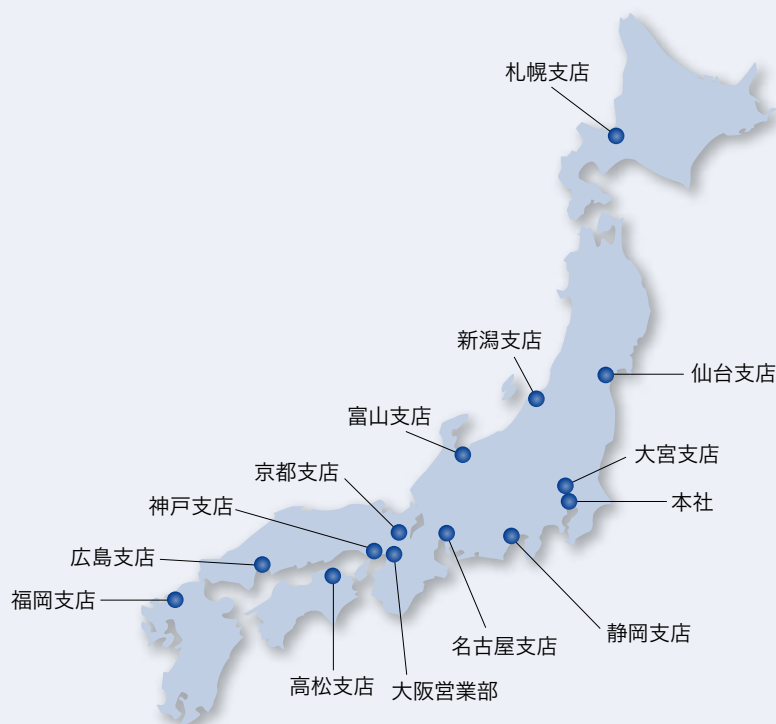 札幌支店
新潟支店
仙台支店
富山支店
大宮支店
京都支店
本社
神戸支店
広島支店
福岡支店
静岡支店
名古屋支店
高松支店
大阪営業部